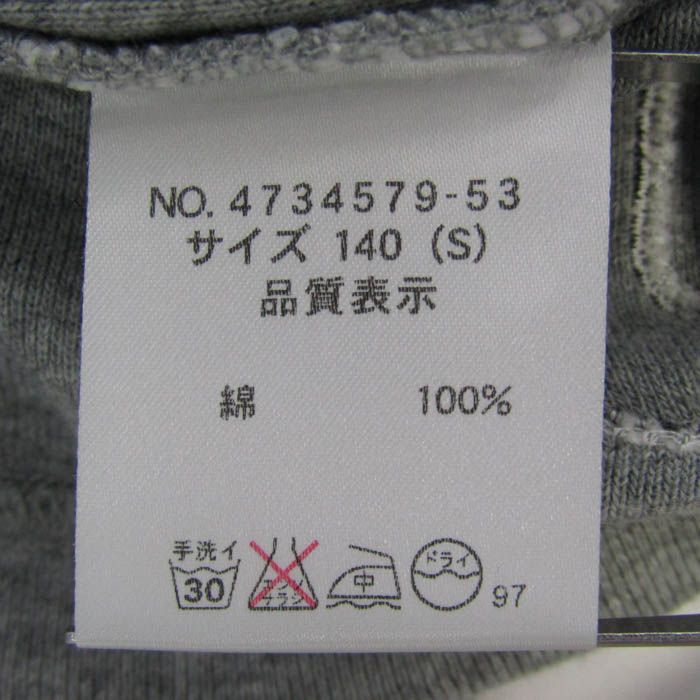 NO. 4734579-53
サイズ 140 (S)
品質表示
綿 100%
手洗イ
30
エンソ
サラシ
中
ドライ
97